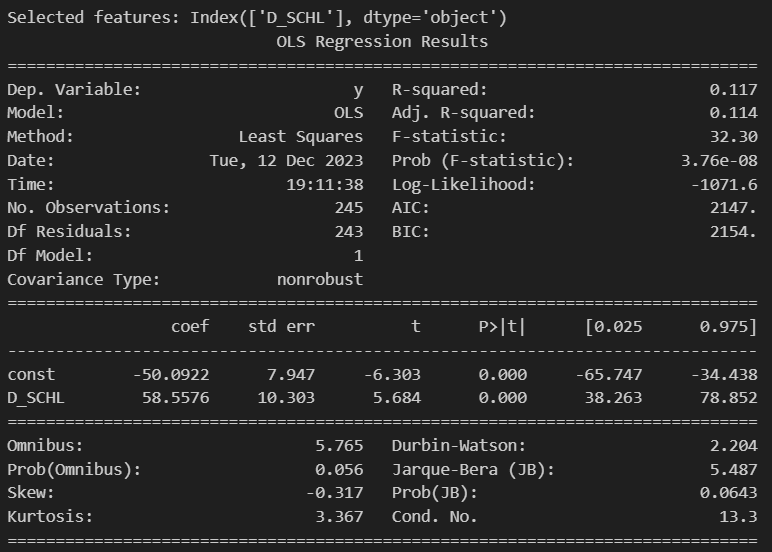 Selected features: Index(['D_SCHL'], dtype='object')
                            OLS Regression Results
==============================================================================
Dep. Variable:                      y   R-squared:                       0.117
Model:                            OLS   Adj. R-squared:                  0.114
Method:                 Least Squares   F-statistic:                     32.30
Date:                Tue, 12 Dec 2023   Prob (F-statistic):           3.76e-08
Time:                        19:11:38   Log-Likelihood:                -1071.6
No. Observations:                 245   AIC:                             2147.
Df Residuals:                     243   BIC:                             2154.
Df Model:                           1
Covariance Type:            nonrobust
==============================================================================
                 coef    std err          t      P>|t|      [0.025      0.975]
------------------------------------------------------------------------------
const        -50.0922      7.947     -6.303      0.000     -65.747     -34.438
D_SCHL        58.5576     10.303      5.684      0.000      38.263      78.852
==============================================================================
Omnibus:                        5.765   Durbin-Watson:                   2.204
Prob(Omnibus):                  0.056   Jarque-Bera (JB):                5.487
Skew:                          -0.317   Prob(JB):                       0.0643
Kurtosis:                       3.367   Cond. No.                         13.3
==============================================================================